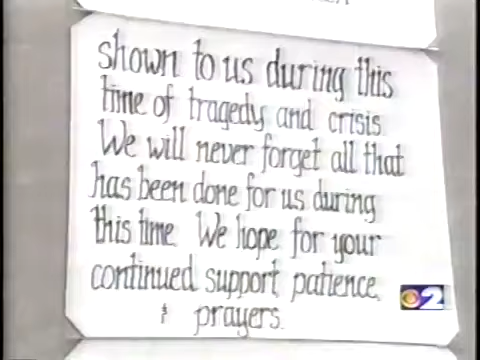 shown to us during this
time of tragedy and crisis
We will never forget all that
has been done for us during
this time. We hope for your
continued support, patience,
& prayers.
2